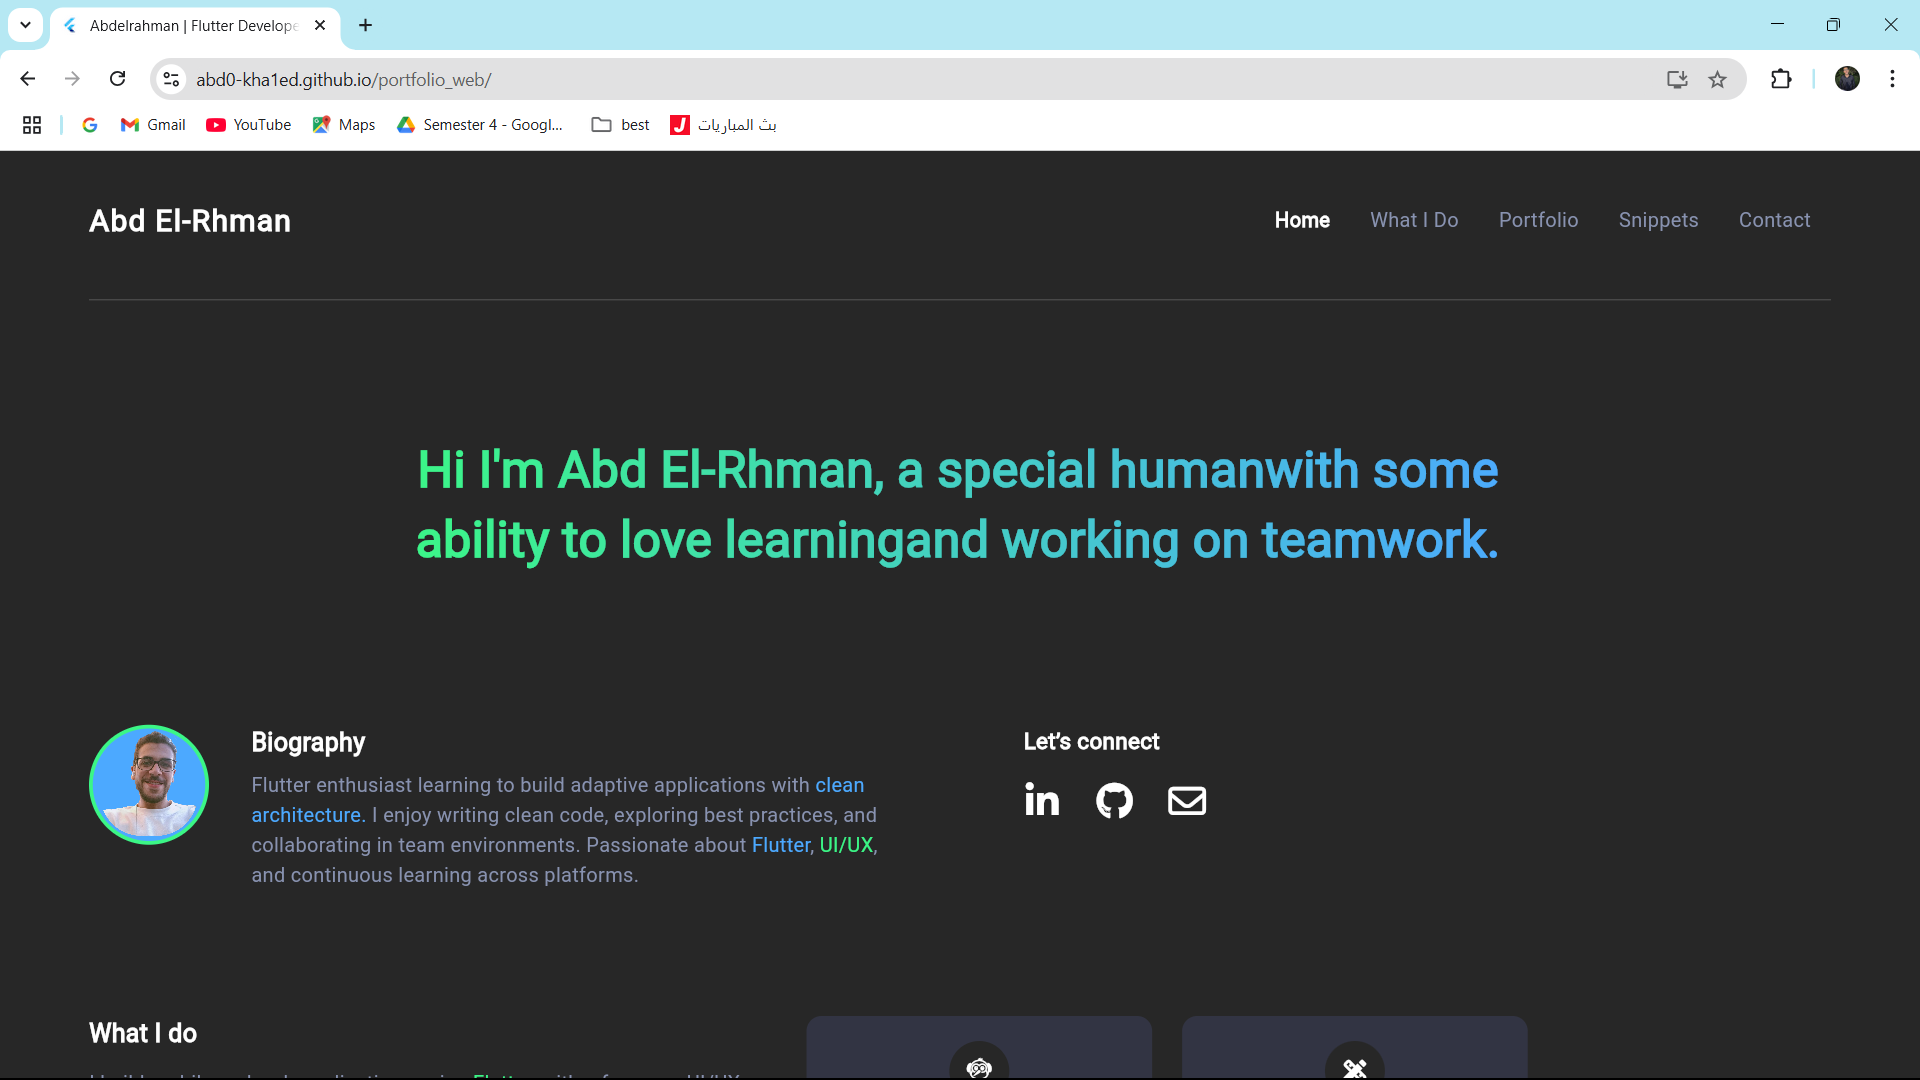 Abdelrahman | Flutter Develope
abd0-kha1ed.github.io/portfolio_web/
Gmail
YouTube
Maps
Semester 4 - Googl...
best
بث المباريات
Abd El-Rhman
Home
What I Do
Portfolio
Snippets
Contact
Hi I'm Abd El-Rhman, a special humanwith some
ability to love learningand working on teamwork.
Biography
Flutter enthusiast learning to build adaptive applications with clean
architecture. I enjoy writing clean code, exploring best practices, and
collaborating in team environments. Passionate about Flutter, UI/UX,
and continuous learning across platforms.
Let’s connect
in
What I do